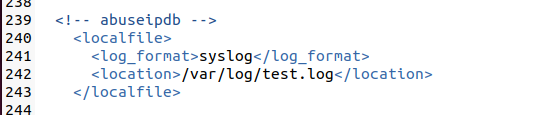 238
239 <!-- abuseipdb -->
240 <localfile>
241 <log_format>syslog</log_format>
242 <location>/var/log/test.log</location>
243 </localfile>
244